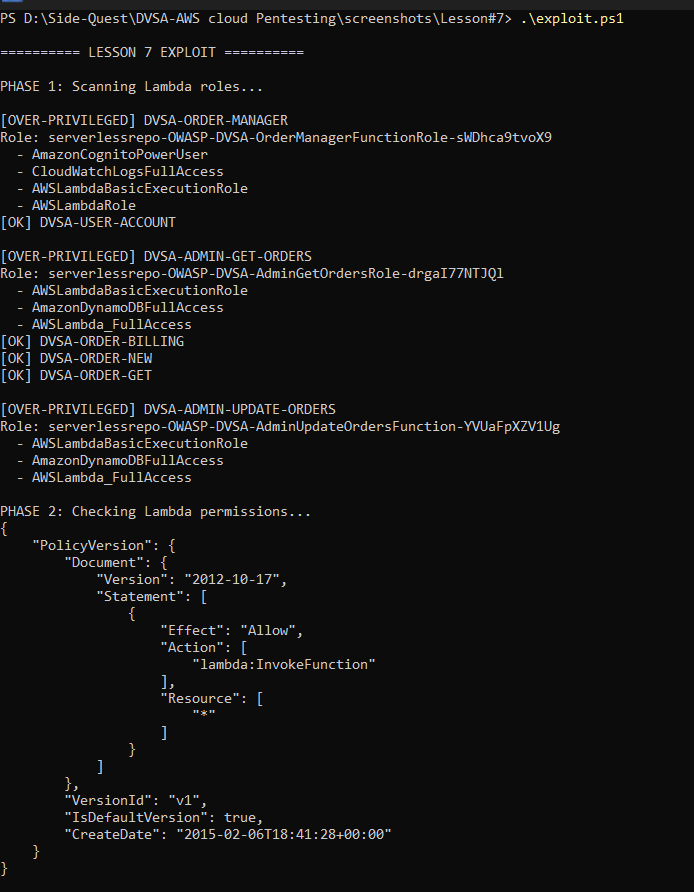 PS D:\Side-Quest\DVSA-AWS cloud Pentesting\screenshots\Lesson#7> .\exploit.ps1
========== LESSON 7 EXPLOIT ==========
PHASE 1: Scanning Lambda roles...
[OVER-PRIVILEGED] DVSA-ORDER-MANAGER
Role: serverlessrepo-OWASP-DVSA-OrderManagerFunctionRole-sWDhca9tvoX9
  - AmazonCognitoPowerUser
  - CloudWatchLogsFullAccess
  - AWSLambdaBasicExecutionRole
  - AWSLambdaRole
[OK] DVSA-USER-ACCOUNT
[OVER-PRIVILEGED] DVSA-ADMIN-GET-ORDERS
Role: serverlessrepo-OWASP-DVSA-AdminGetOrdersRole-drgaI77NTJQl
  - AWSLambdaBasicExecutionRole
  - AmazonDynamoDBFullAccess
  - AWSLambda_FullAccess
[OK] DVSA-ORDER-BILLING
[OK] DVSA-ORDER-NEW
[OK] DVSA-ORDER-GET
[OVER-PRIVILEGED] DVSA-ADMIN-UPDATE-ORDERS
Role: serverlessrepo-OWASP-DVSA-AdminUpdateOrdersFunction-YVUaFpXZV1Ug
  - AWSLambdaBasicExecutionRole
  - AmazonDynamoDBFullAccess
  - AWSLambda_FullAccess
PHASE 2: Checking Lambda permissions...
{
    "PolicyVersion": {
        "Document": {
            "Version": "2012-10-17",
            "Statement": [
                {
                    "Effect": "Allow",
                    "Action": [
                        "lambda:InvokeFunction"
                    ],
                    "Resource": [
                        "*"
                    ]
                }
            ]
        },
        "VersionId": "v1",
        "IsDefaultVersion": true,
        "CreateDate": "2015-02-06T18:41:28+00:00"
    }
}